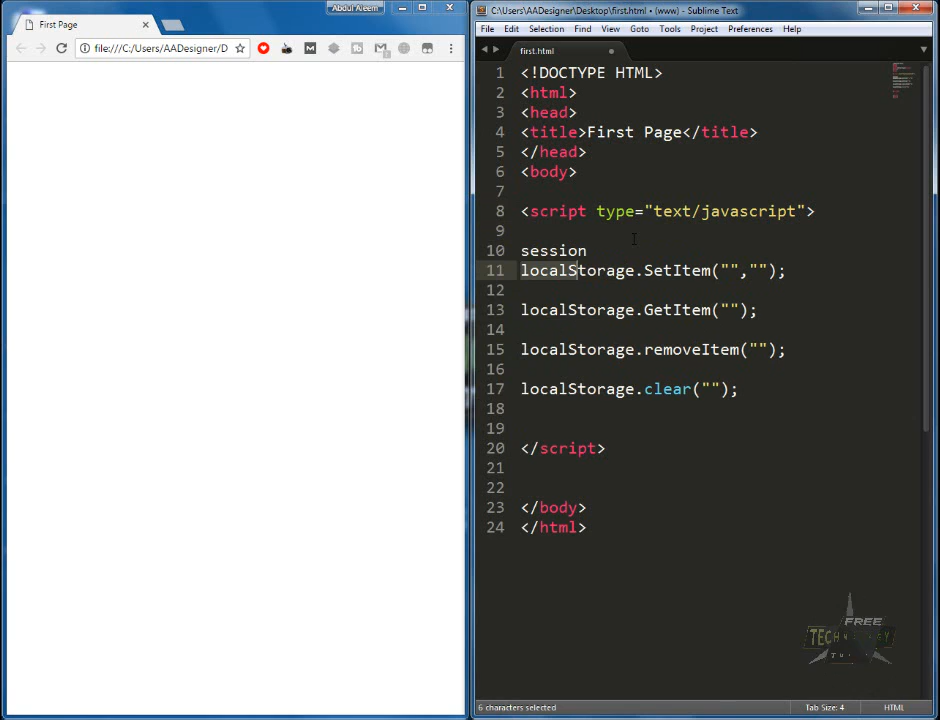 Abdul Aleem
First Page
file:///C:/Users/AADesigner/D
C:\Users\AADesigner\Desktop\first.html • (www) - Sublime Text
File Edit Selection Find View Goto Tools Project Preferences Help
first.html
1 <!DOCTYPE HTML>
2 <html>
3 <head>
4 <title>First Page</title>
5 </head>
6 <body>
7
8 <script type="text/javascript">
9
10 session
11 localStorage.SetItem("","");
12
13 localStorage.GetItem("");
14
15 localStorage.removeItem("");
16
17 localStorage.clear("");
18
19
20 </script>
21
22
23 </body>
24 </html>
FREE
TECHNOLOGY
6 characters selected Tab Size: 4 HTML